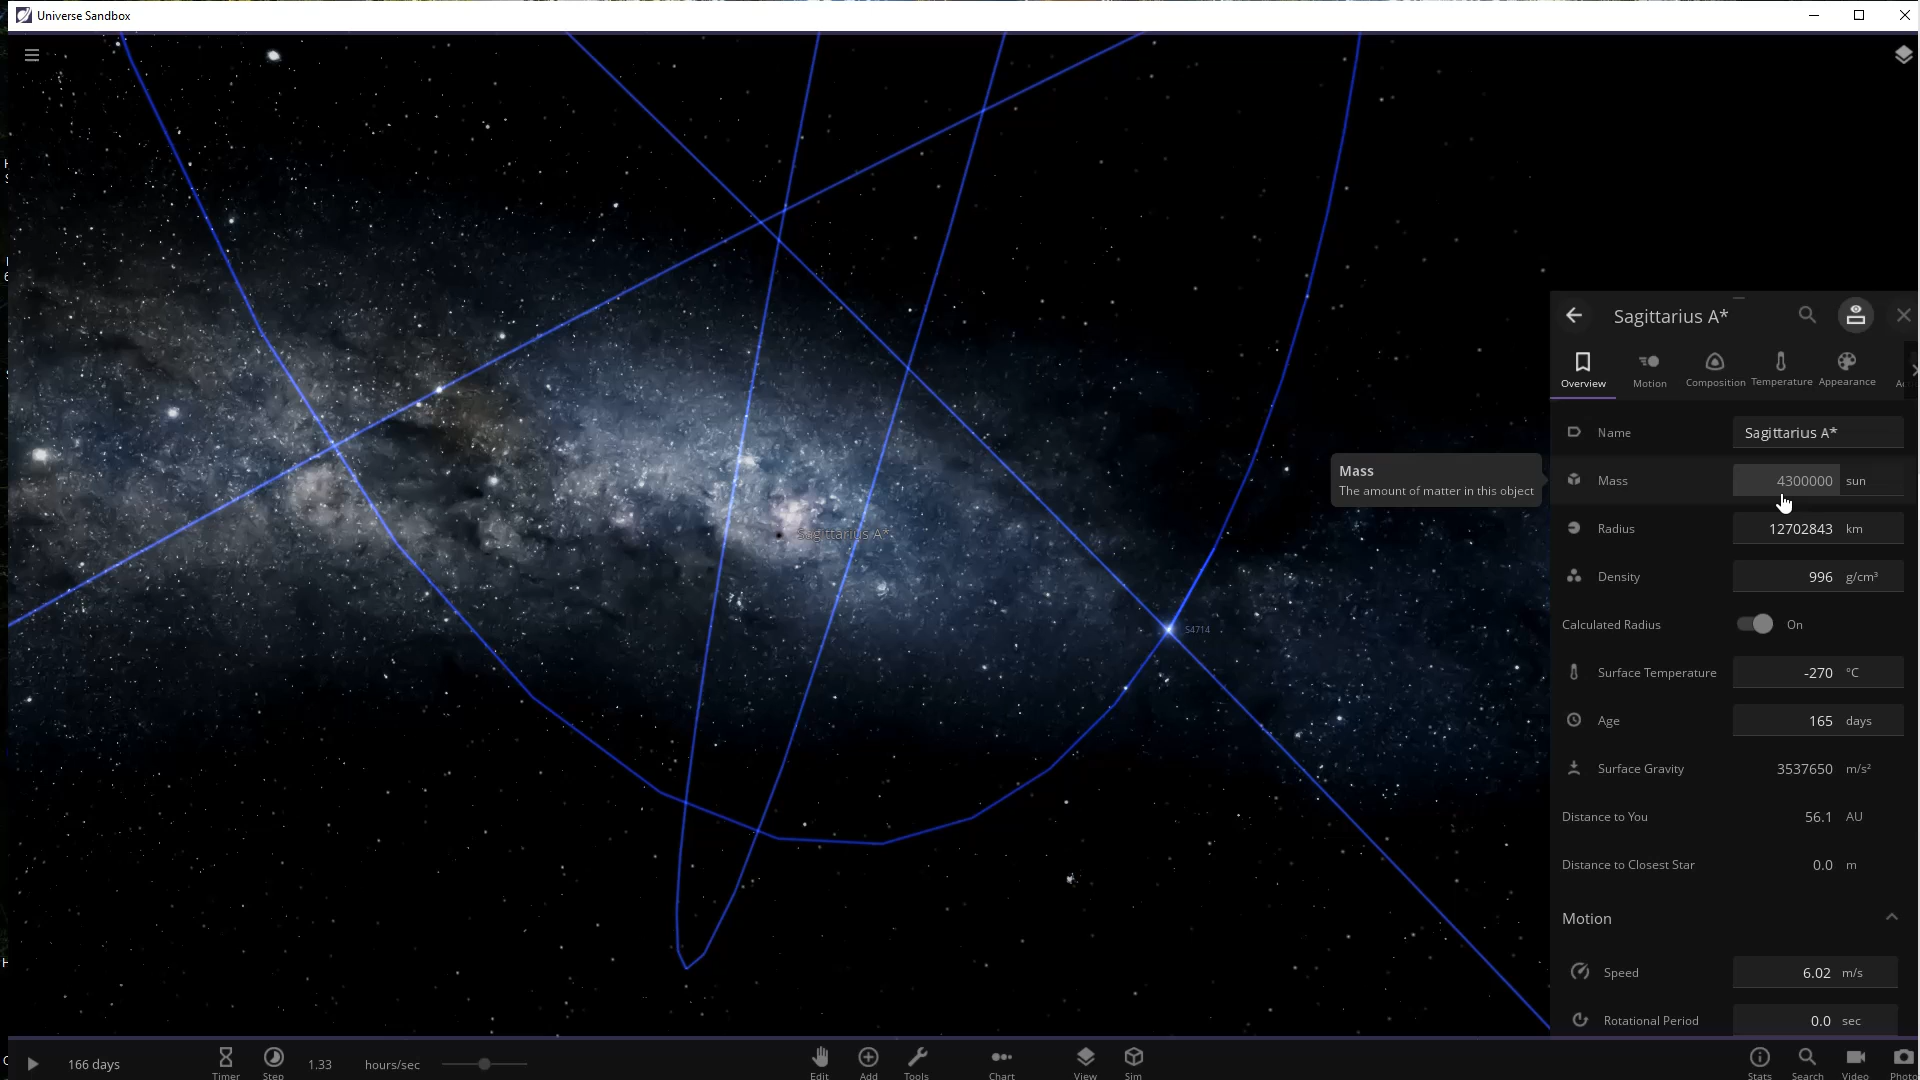 Universe Sandbox
Sagittarius A*
Overview
Motion
Composition
Temperature
Appearance
Name Sagittarius A*
Mass
The amount of matter in this object
Mass 4300000 sun
Radius 12702843 km
Sagittarius A*
Density 996 g/cm³
Calculated Radius On
S4714
Surface Temperature -270 °C
Age 165 days
Surface Gravity 3537650 m/s²
Distance to You 56.1 AU
Distance to Closest Star 0.0 m
Motion
Speed 6.02 m/s
Rotational Period 0.0 sec
166 days
Timer
Step
1.33 hours/sec
Edit
Add
Tools
Chart
View
Sim
Stats
Search
Video
Photo